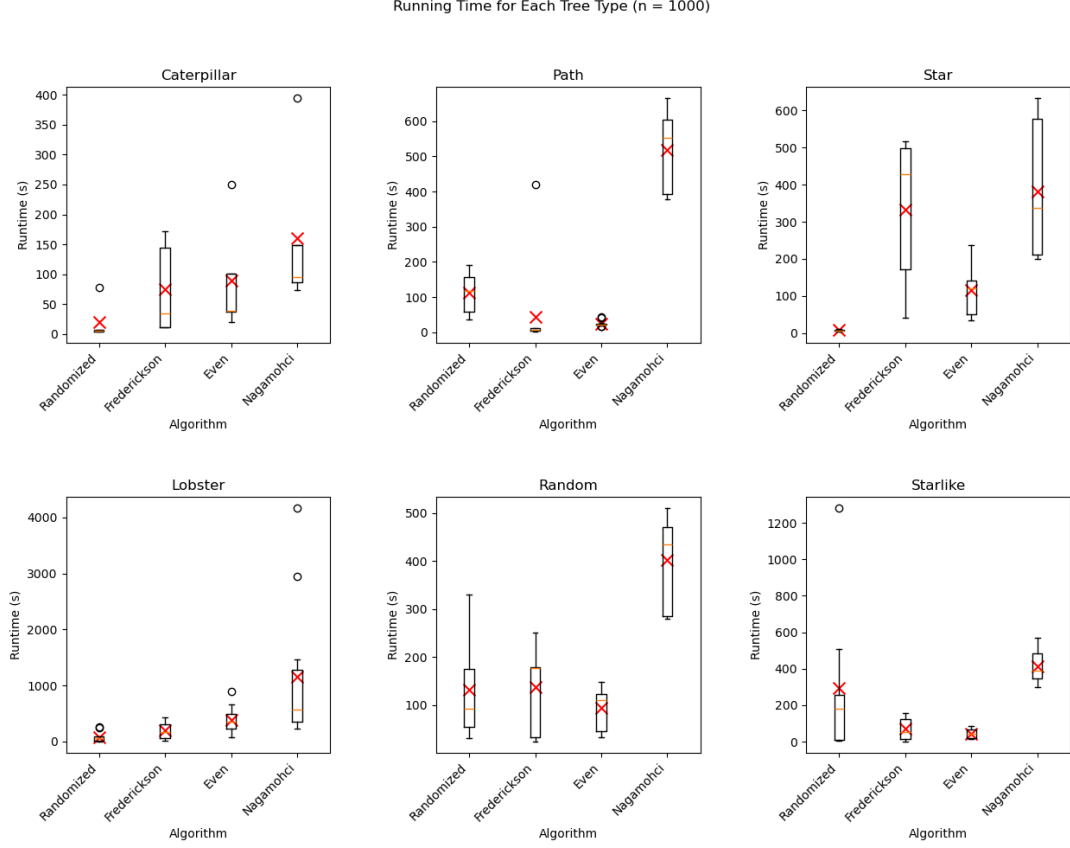 Running Time for Each Tree Type (n = 1000)
Caterpillar
Runtime (s)
400
350
300
250
200
150
100
50
0
Randomized
Frederickson
Even
Nagamohci
Algorithm
Path
Runtime (s)
600
500
400
300
200
100
0
Randomized
Frederickson
Even
Nagamohci
Algorithm
Star
Runtime (s)
600
500
400
300
200
100
0
Randomized
Frederickson
Even
Nagamohci
Algorithm
Lobster
Runtime (s)
4000
3000
2000
1000
0
Randomized
Frederickson
Even
Nagamohci
Algorithm
Random
Runtime (s)
500
400
300
200
100
Randomized
Frederickson
Even
Nagamohci
Algorithm
Starlike
Runtime (s)
1200
1000
800
600
400
200
0
Randomized
Frederickson
Even
Nagamohci
Algorithm